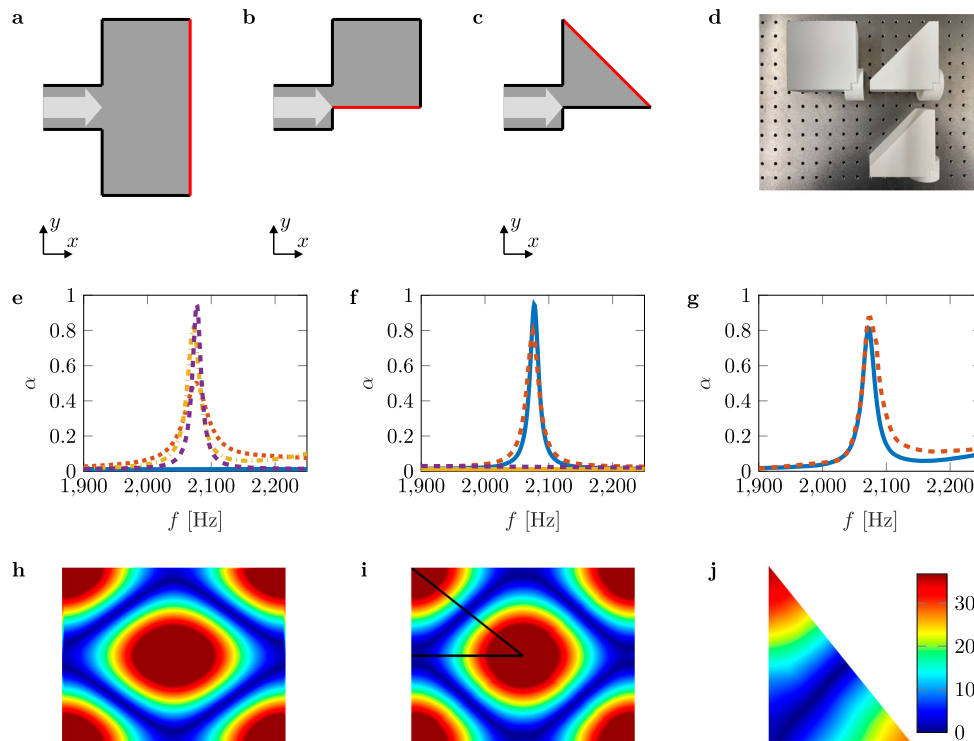 a b c d
y y y
x x x
e f g
1 1 1
0.8 0.8 0.8
0.6 0.6 0.6
α α α
0.4 0.4 0.4
0.2 0.2 0.2
0 0 0
1,900 2,000 2,100 2,200 1,900 2,000 2,100 2,200 1,900 2,000 2,100 2,200
f [Hz] f [Hz] f [Hz]
h i j
30
20
10
0